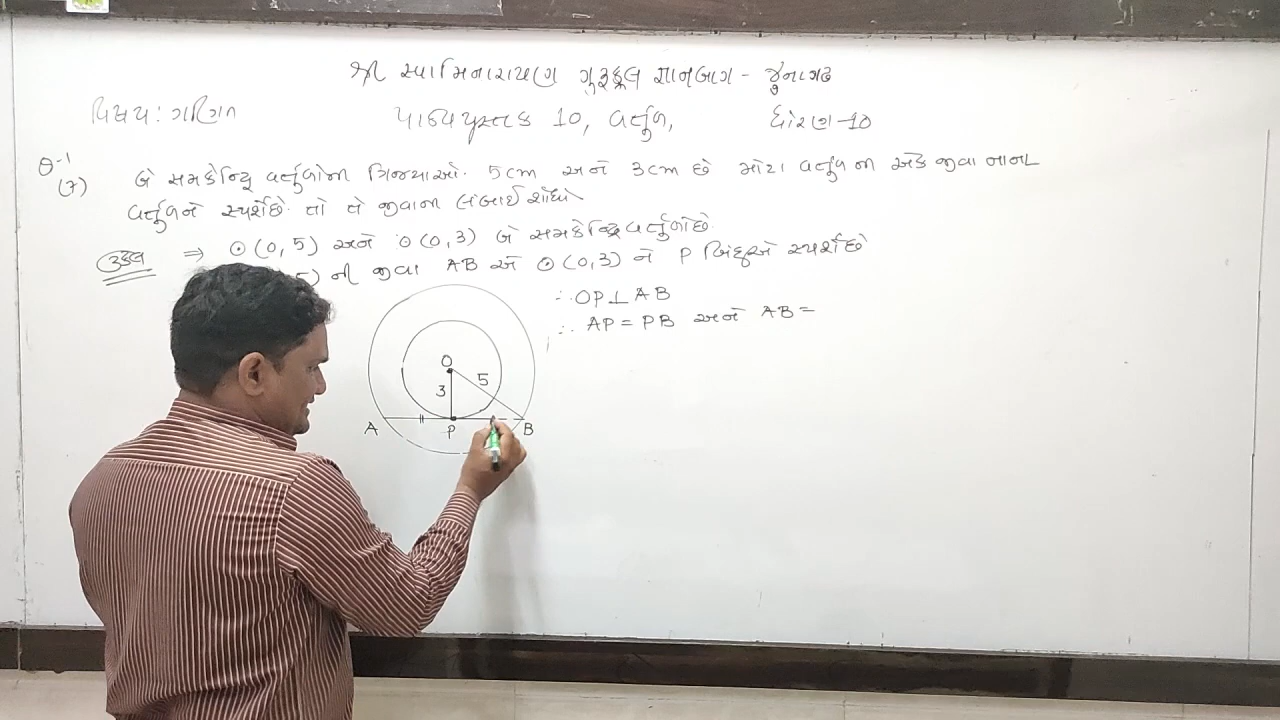 શ્રી સ્વામિનારાયણ ગુરૂકૂલ જ્ઞાનબાગ - જુનાગઢ
વિષય: ગણિત પાઠ્યપુસ્તક 10, વર્તુળ, ધોરણ-10
(7) બે સમકેન્દ્રિ વર્તુળોની ત્રિજ્યાઓ. 5cm અને 3cm છે મોટા વર્તુળની એક જીવા નાના
વર્તુળને સ્પર્શે છે. તો તે જીવાની લંબાઈ શોધો
ઉકેલ ⇒ ⊙(O,5) અને ⊙(O,3) બે સમકેન્દ્રિ વર્તુળો છે.
5) ની જીવા AB એ ⊙(O,3) ને P બિંદુએ સ્પર્શે છે
∴ OP⊥AB
∴ AP = PB અને AB =
O
3
5
A
P
B